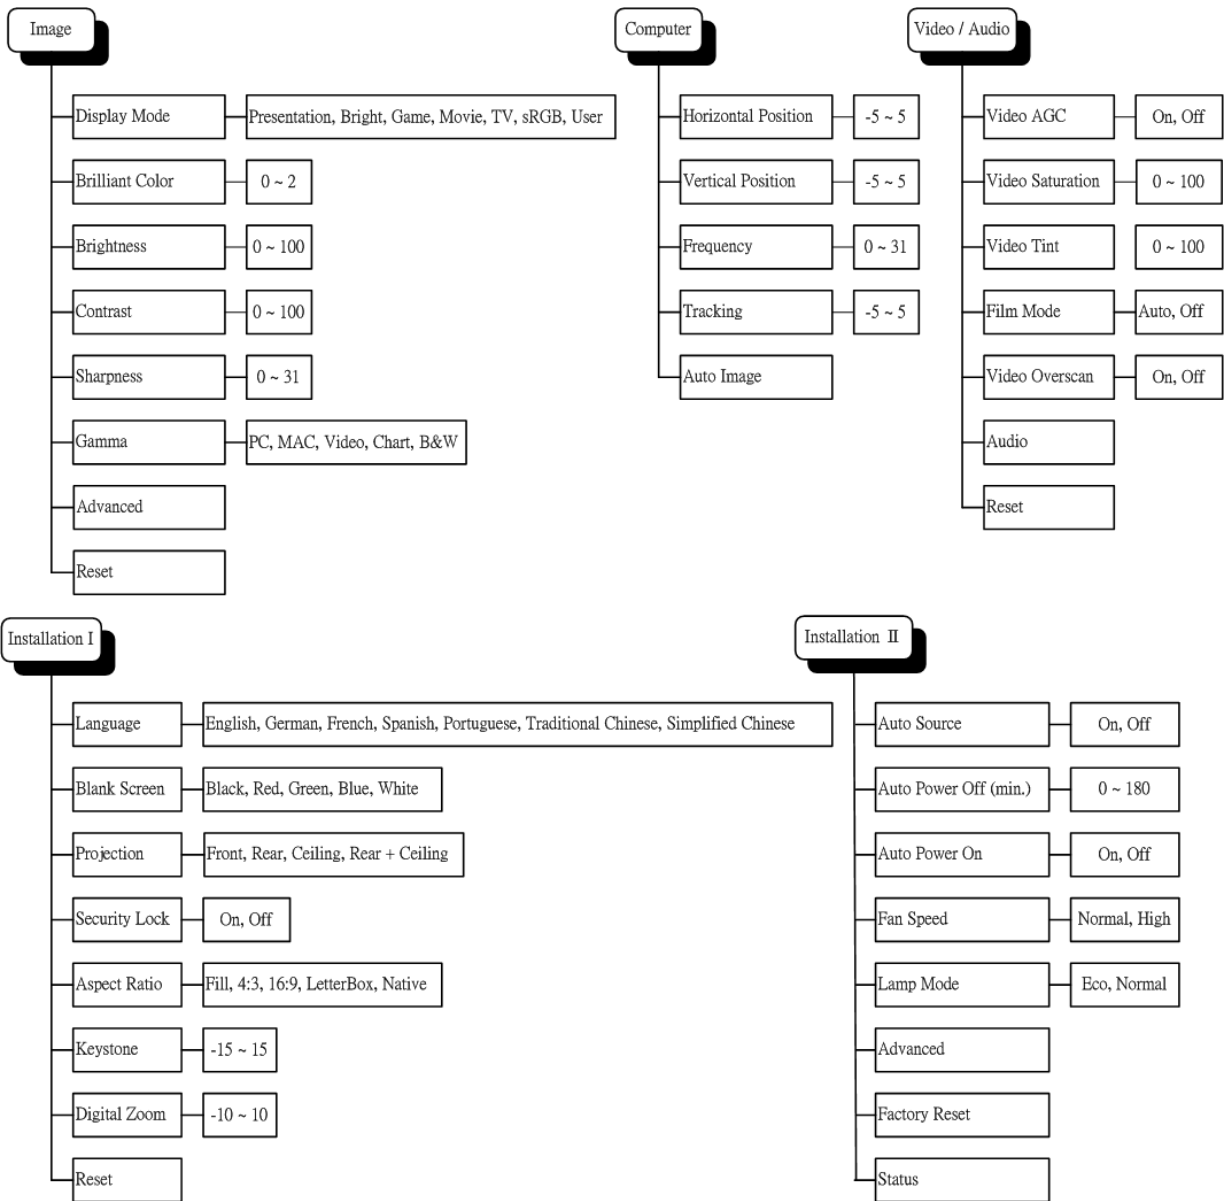 Image
Display Mode
Presentation, Bright, Game, Movie, TV, sRGB, User
Brilliant Color
0 ~ 2
Brightness
0 ~ 100
Contrast
0 ~ 100
Sharpness
0 ~ 31
Gamma
PC, MAC, Video, Chart, B&W
Advanced
Reset
Computer
Horizontal Position
-5 ~ 5
Vertical Position
-5 ~ 5
Frequency
0 ~ 31
Tracking
-5 ~ 5
Auto Image
Video / Audio
Video AGC
On, Off
Video Saturation
0 ~ 100
Video Tint
0 ~ 100
Film Mode
Auto, Off
Video Overscan
On, Off
Audio
Reset
Installation I
Language
English, German, French, Spanish, Portuguese, Traditional Chinese, Simplified Chinese
Blank Screen
Black, Red, Green, Blue, White
Projection
Front, Rear, Ceiling, Rear + Ceiling
Security Lock
On, Off
Aspect Ratio
Fill, 4:3, 16:9, LetterBox, Native
Keystone
-15 ~ 15
Digital Zoom
-10 ~ 10
Reset
Installation II
Auto Source
On, Off
Auto Power Off (min.)
0 ~ 180
Auto Power On
On, Off
Fan Speed
Normal, High
Lamp Mode
Eco, Normal
Advanced
Factory Reset
Status